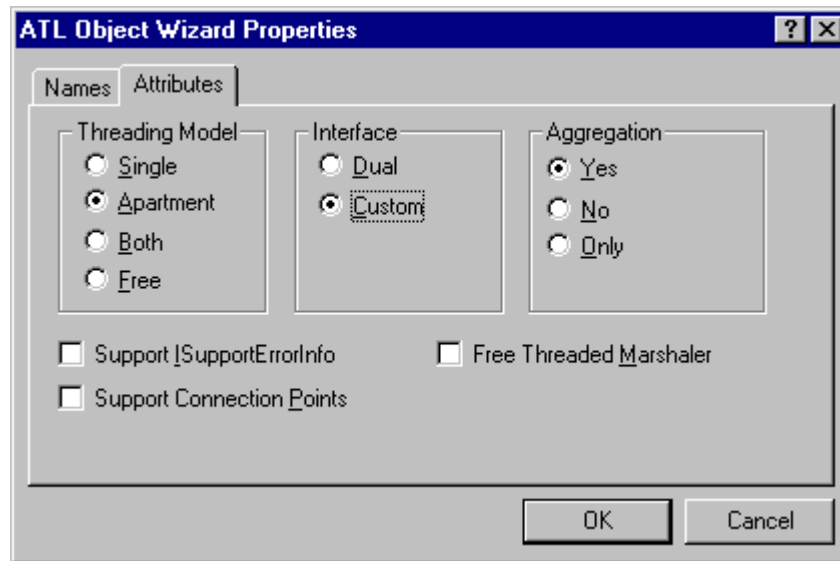 ATL Object Wizard Properties
Names Attributes
Threading Model Interface Aggregation
Single Dual Yes
Apartment Custom No
Both Only
Free
Support ISupportErrorInfo Free Threaded Marshaler
Support Connection Points
OK Cancel